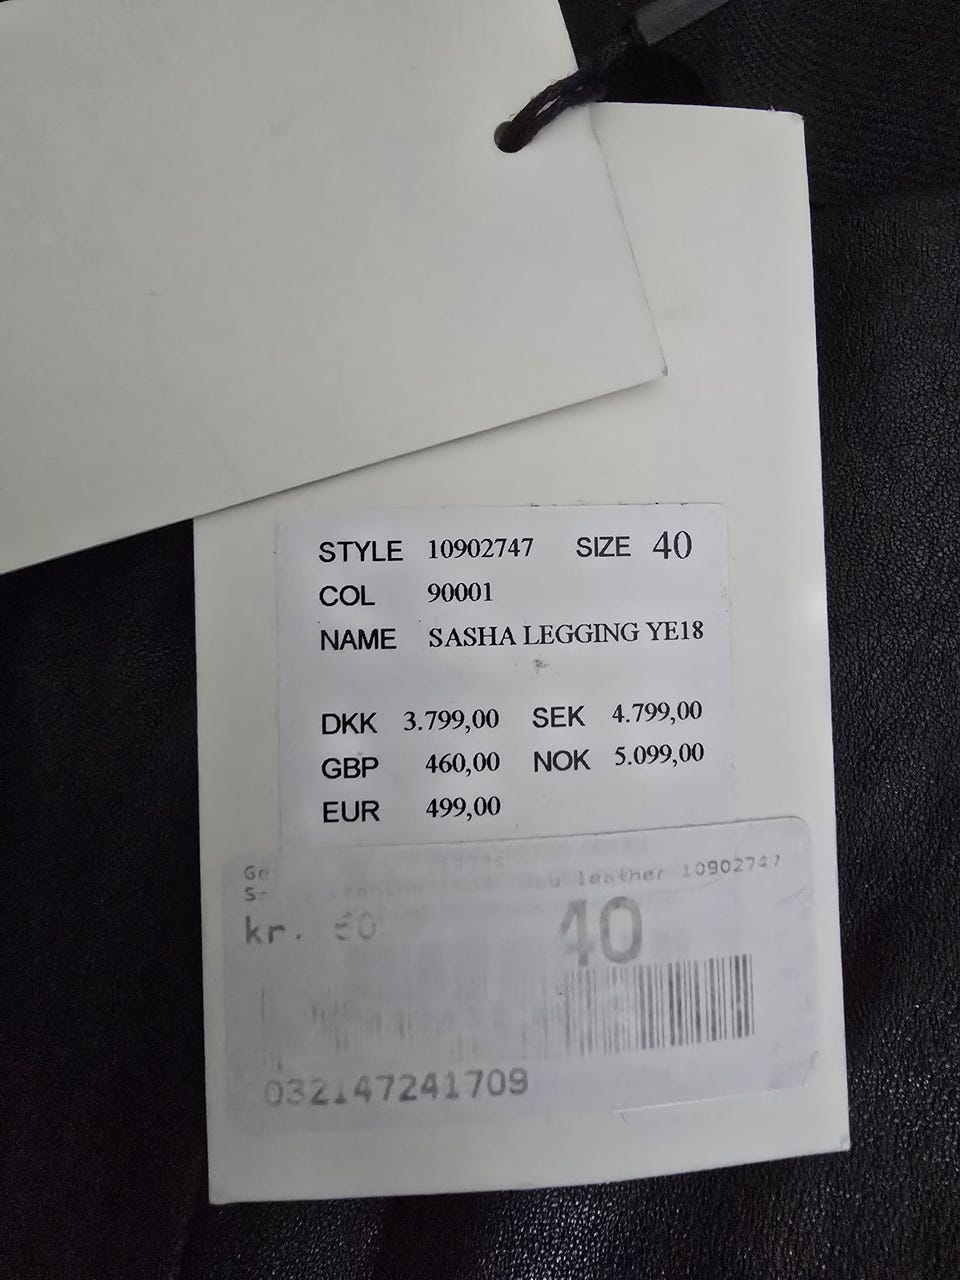 STYLE 10902747 SIZE 40
COL 90001
NAME SASHA LEGGING YE18
DKK 3.799,00 SEK 4.799,00
GBP 460,00 NOK 5.099,00
EUR 499,00
leather 10902747
kr. 40
032147241709